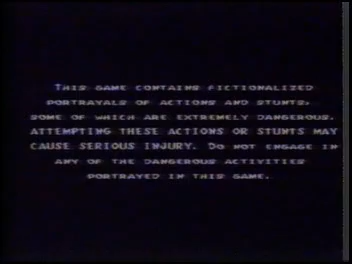 THIS GAME CONTAINS FICTIONALIZED
PORTRAYALS OF ACTIONS AND STUNTS,
SOME OF WHICH ARE EXTREMELY DANGEROUS.
ATTEMPTING THESE ACTIONS OR STUNTS MAY
CAUSE SERIOUS INJURY. DO NOT ENGAGE IN
ANY OF THE DANGEROUS ACTIVITIES
PORTRAYED IN THIS GAME.